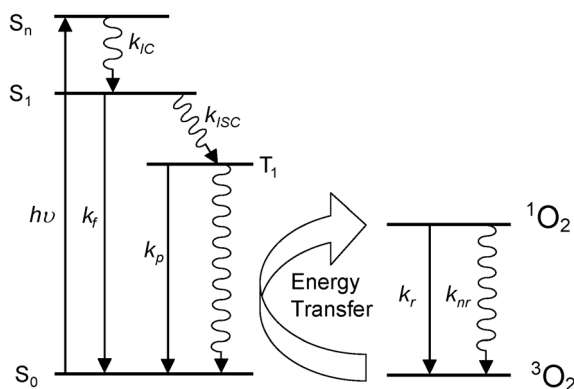 Sₙ
k_IC
S₁
k_ISC
T₁
hυ
k_f
k_p
Energy
Transfer
¹O₂
k_r
k_nr
S₀
³O₂